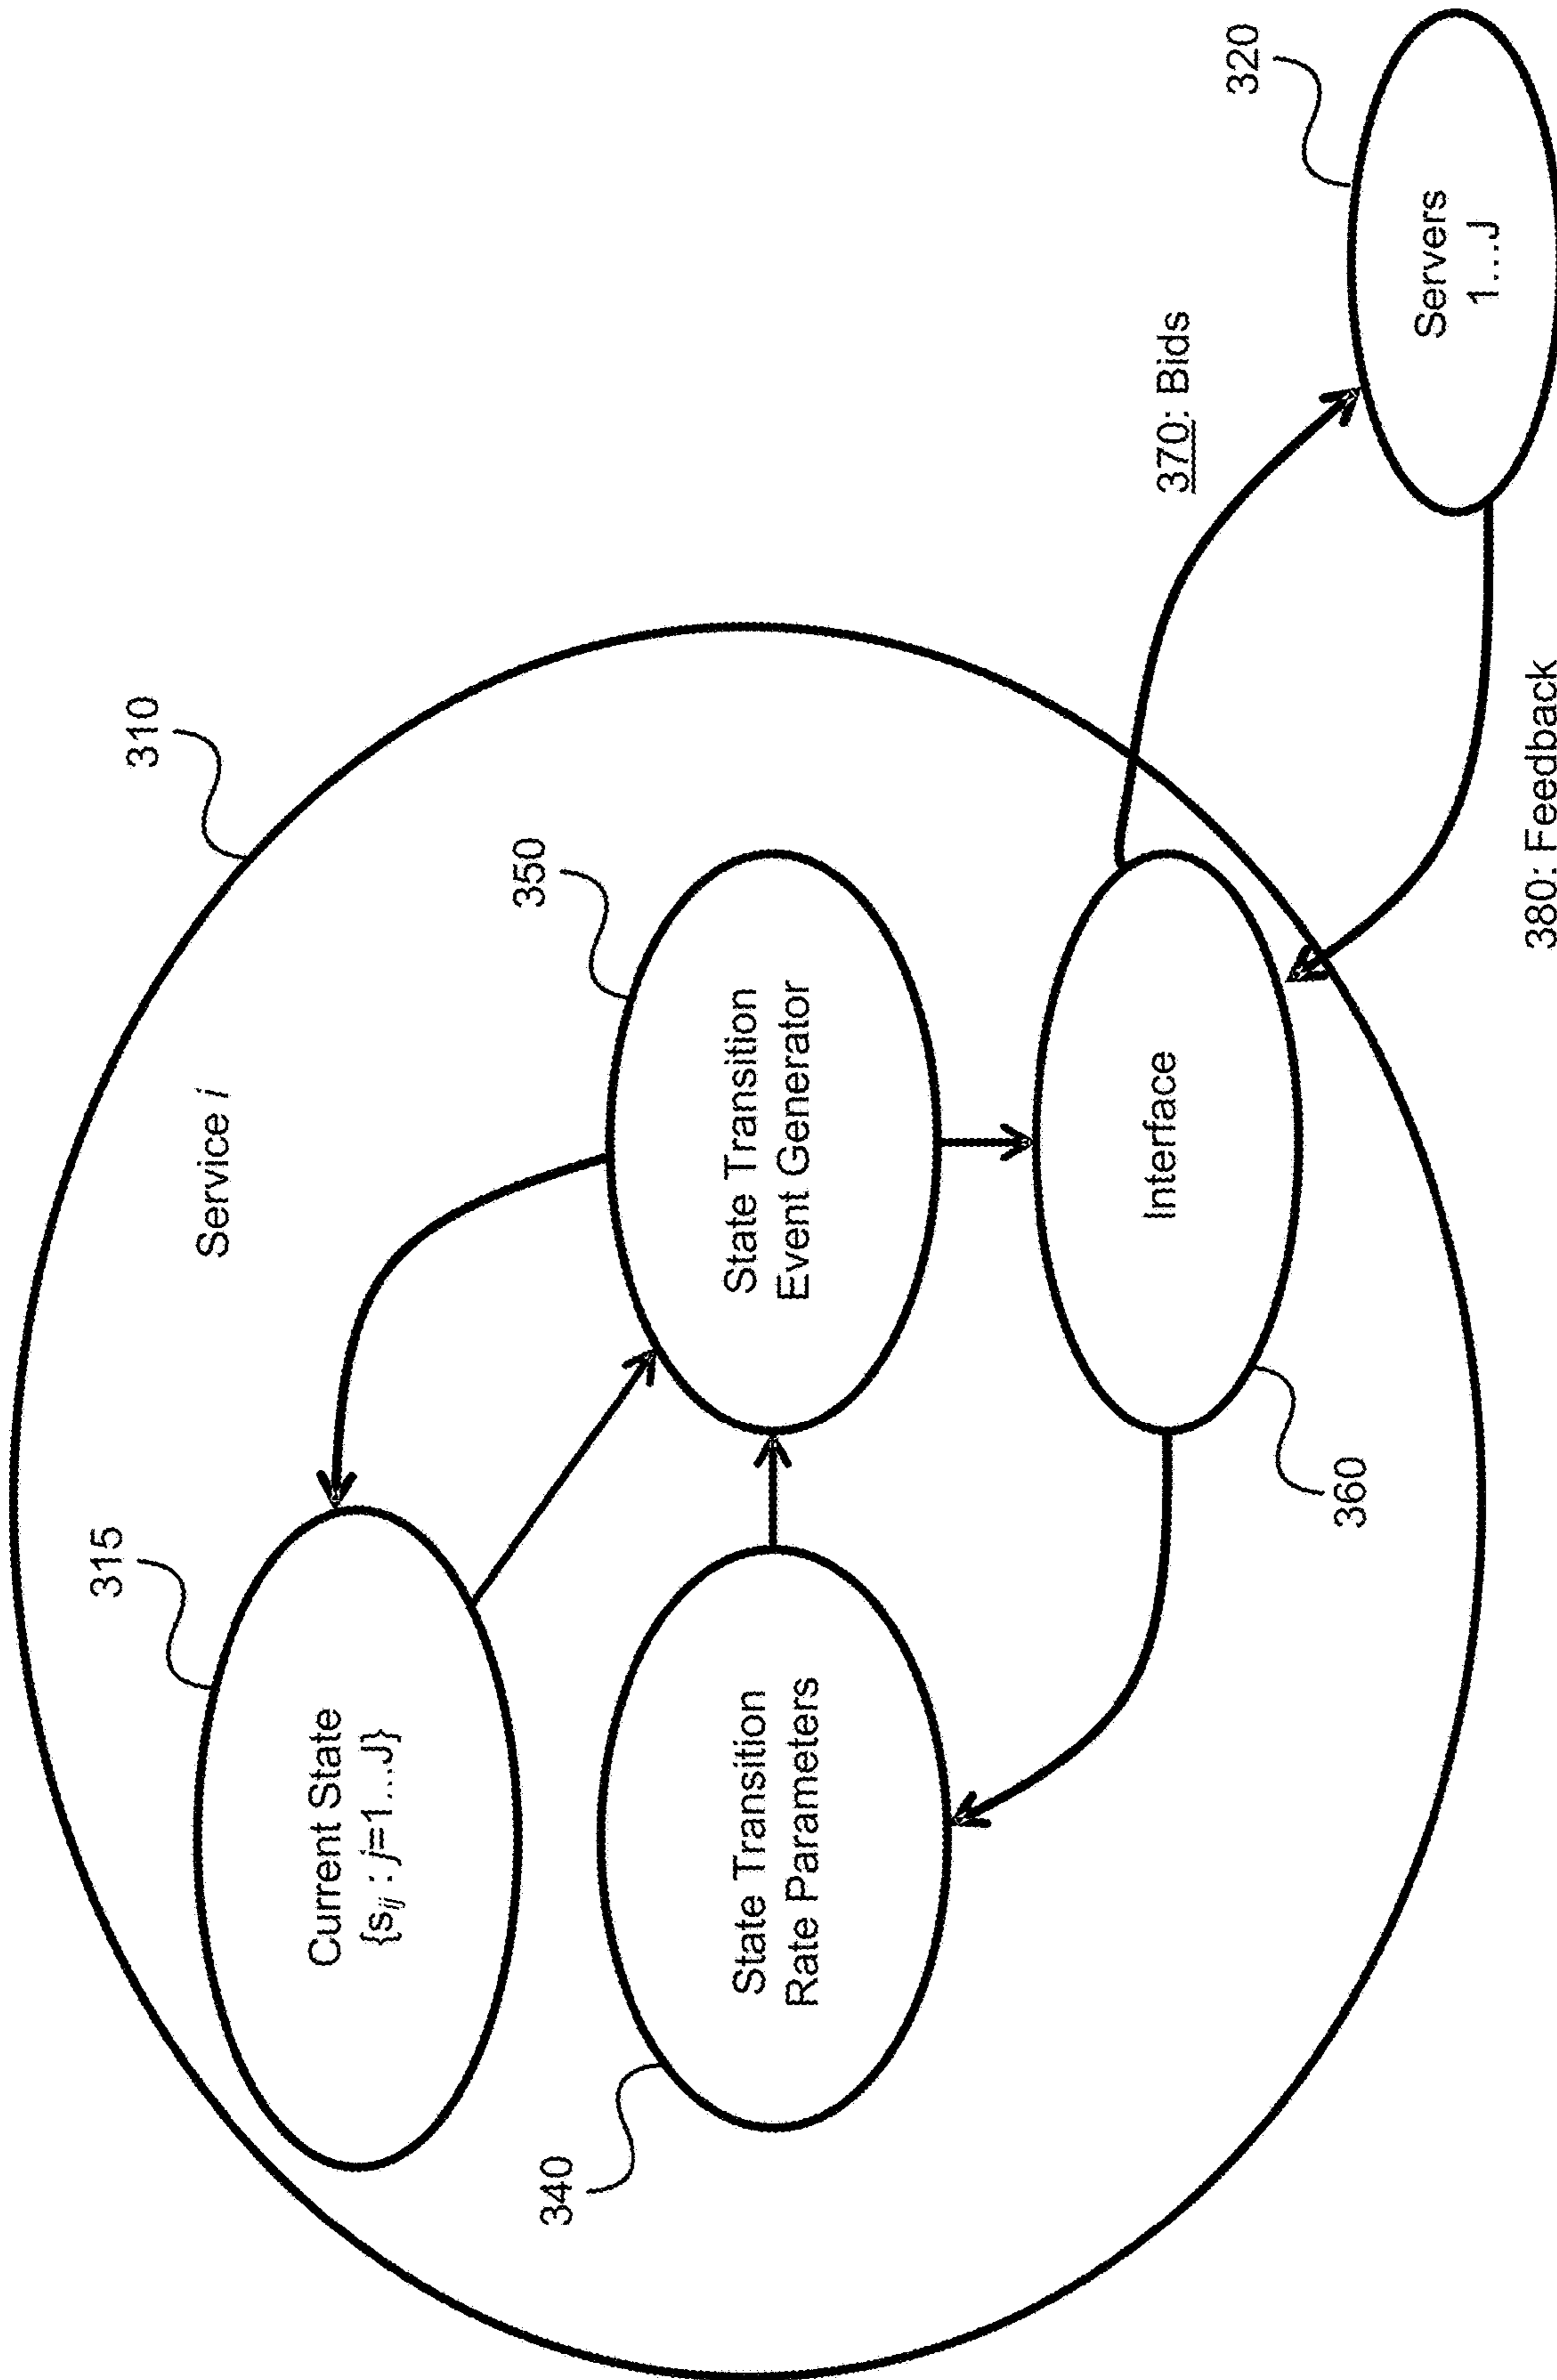 310
Service i
315
Current State
{sij : j=1...J}
350
State Transition
Event Generator
340
State Transition
Rate Parameters
Interface
360
370: Bids
320
Servers
1...J
380: Feedback